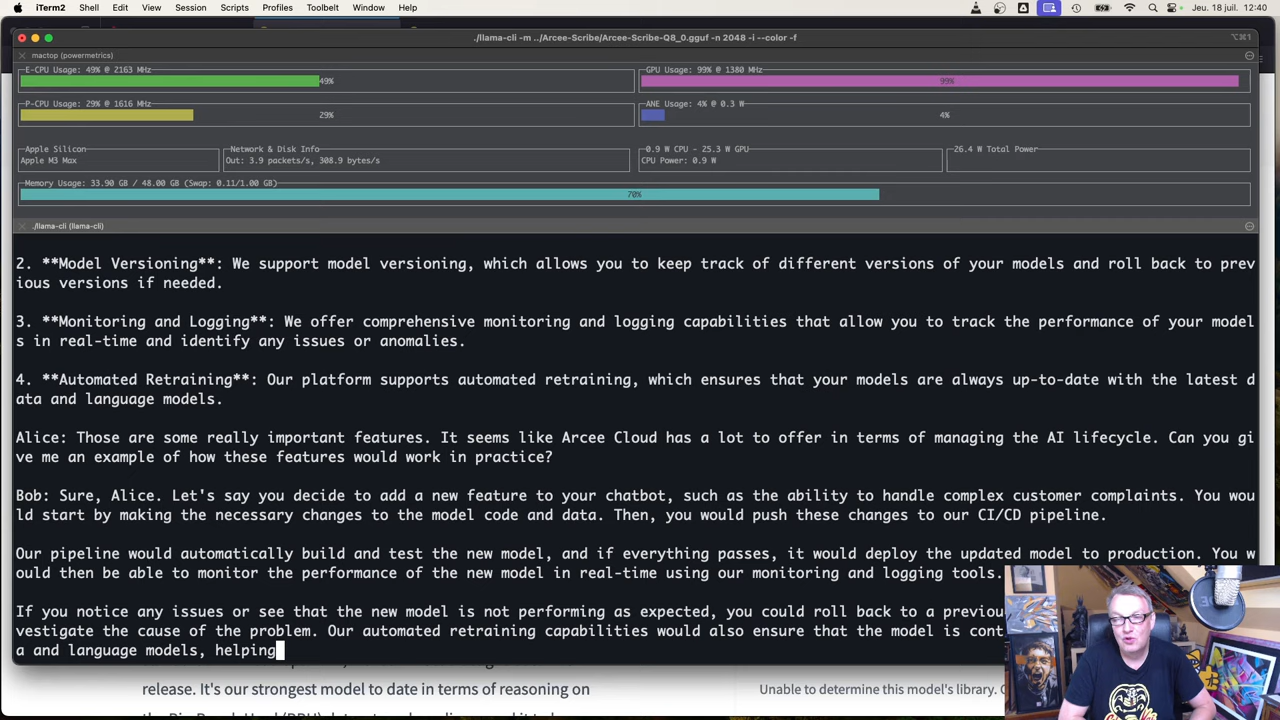 iTerm2 Shell Edit View Session Scripts Profiles Toolbelt Window Help Jeu. 18 juil. 12:40
./llama-cli -m ../Arcee-Scribe/Arcee-Scribe-Q8_0.gguf -n 2048 -i --color -f
⌥⌘1
mactop (powermetrics)
E-CPU Usage: 49% @ 2163 MHz
49%
GPU Usage: 99% @ 1380 MHz
99%
P-CPU Usage: 29% @ 1616 MHz
29%
ANE Usage: 4% @ 0.3 W
4%
Apple Silicon
Apple M3 Max
Network & Disk Info
Out: 3.9 packets/s, 308.9 bytes/s
0.9 W CPU - 25.3 W GPU
CPU Power: 0.9 W
26.4 W Total Power
Memory Usage: 33.90 GB / 48.00 GB (Swap: 0.11/1.00 GB)
70%
./llama-cli (llama-cli)
2. **Model Versioning**: We support model versioning, which allows you to keep track of different versions of your models and roll back to prev
ious versions if needed.
3. **Monitoring and Logging**: We offer comprehensive monitoring and logging capabilities that allow you to track the performance of your model
s in real-time and identify any issues or anomalies.
4. **Automated Retraining**: Our platform supports automated retraining, which ensures that your models are always up-to-date with the latest d
ata and language models.
Alice: Those are some really important features. It seems like Arcee Cloud has a lot to offer in terms of managing the AI lifecycle. Can you gi
ve me an example of how these features would work in practice?
Bob: Sure, Alice. Let's say you decide to add a new feature to your chatbot, such as the ability to handle complex customer complaints. You wou
ld start by making the necessary changes to the model code and data. Then, you would push these changes to our CI/CD pipeline.
Our pipeline would automatically build and test the new model, and if everything passes, it would deploy the updated model to production. You w
ould then be able to monitor the performance of the new model in real-time using our monitoring and logging tools.
If you notice any issues or see that the new model is not performing as expected, you could roll back to a previou
vestigate the cause of the problem. Our automated retraining capabilities would also ensure that the model is cont
a and language models, helping
release. It's our strongest model to date in terms of reasoning on
Unable to determine this model's library. C